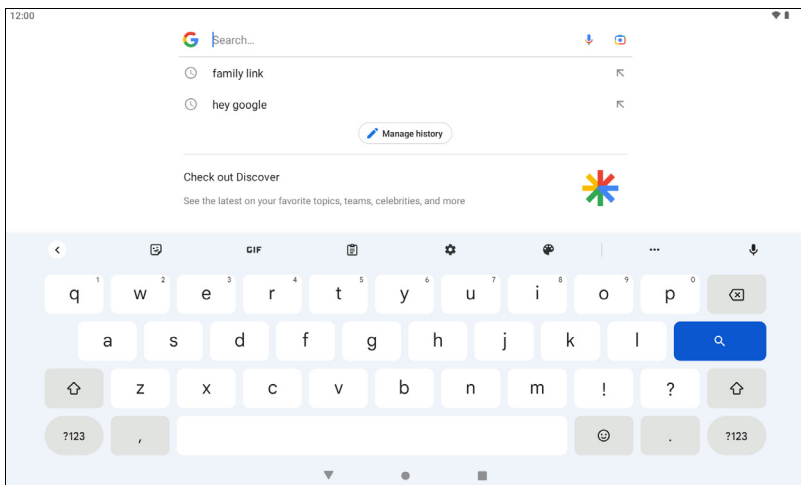 12:00
Search...
family link
hey google
Manage history
Check out Discover
See the latest on your favorite topics, teams, celebrities, and more
GIF
q 1 w 2 e 3 r 4 t 5 y 6 u 7 i 8 o 9 p 0
a s d f g h j k l
z x c v b n m ! ?
?123 , . ?123